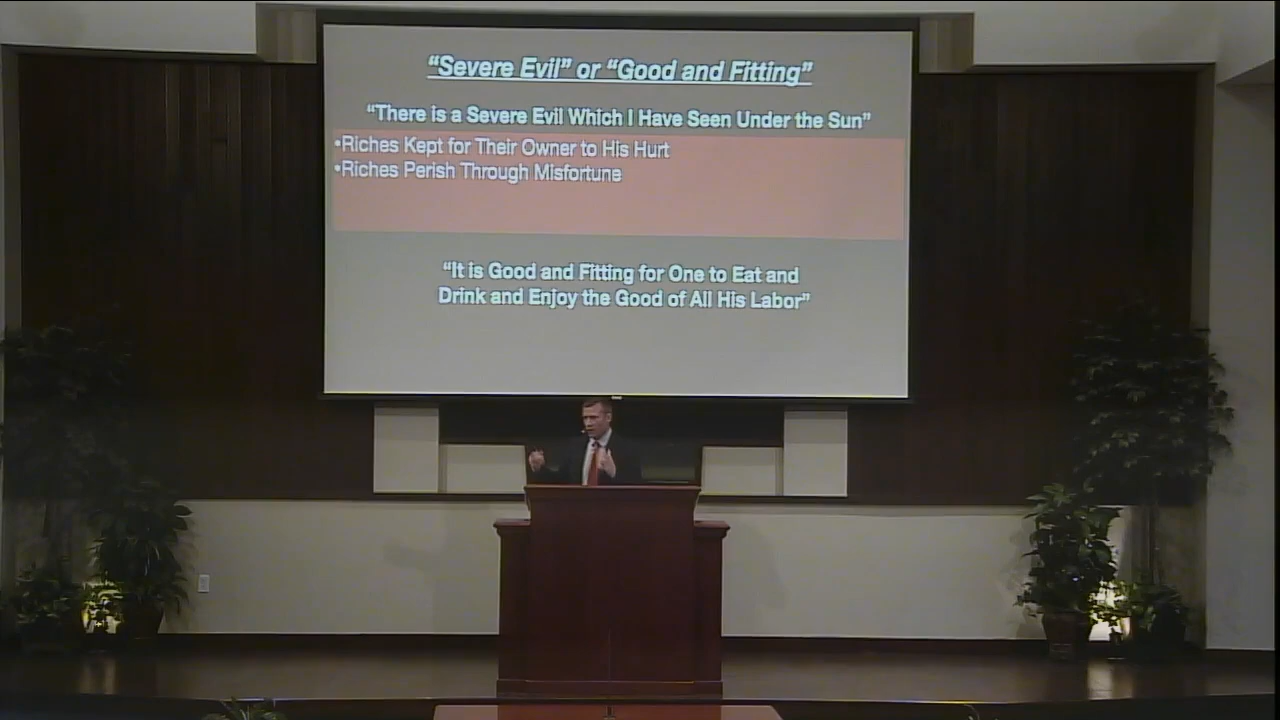 “Severe Evil” or “Good and Fitting”
“There is a Severe Evil Which I Have Seen Under the Sun”
•Riches Kept for Their Owner to His Hurt
•Riches Perish Through Misfortune
“It is Good and Fitting for One to Eat and
Drink and Enjoy the Good of All His Labor”